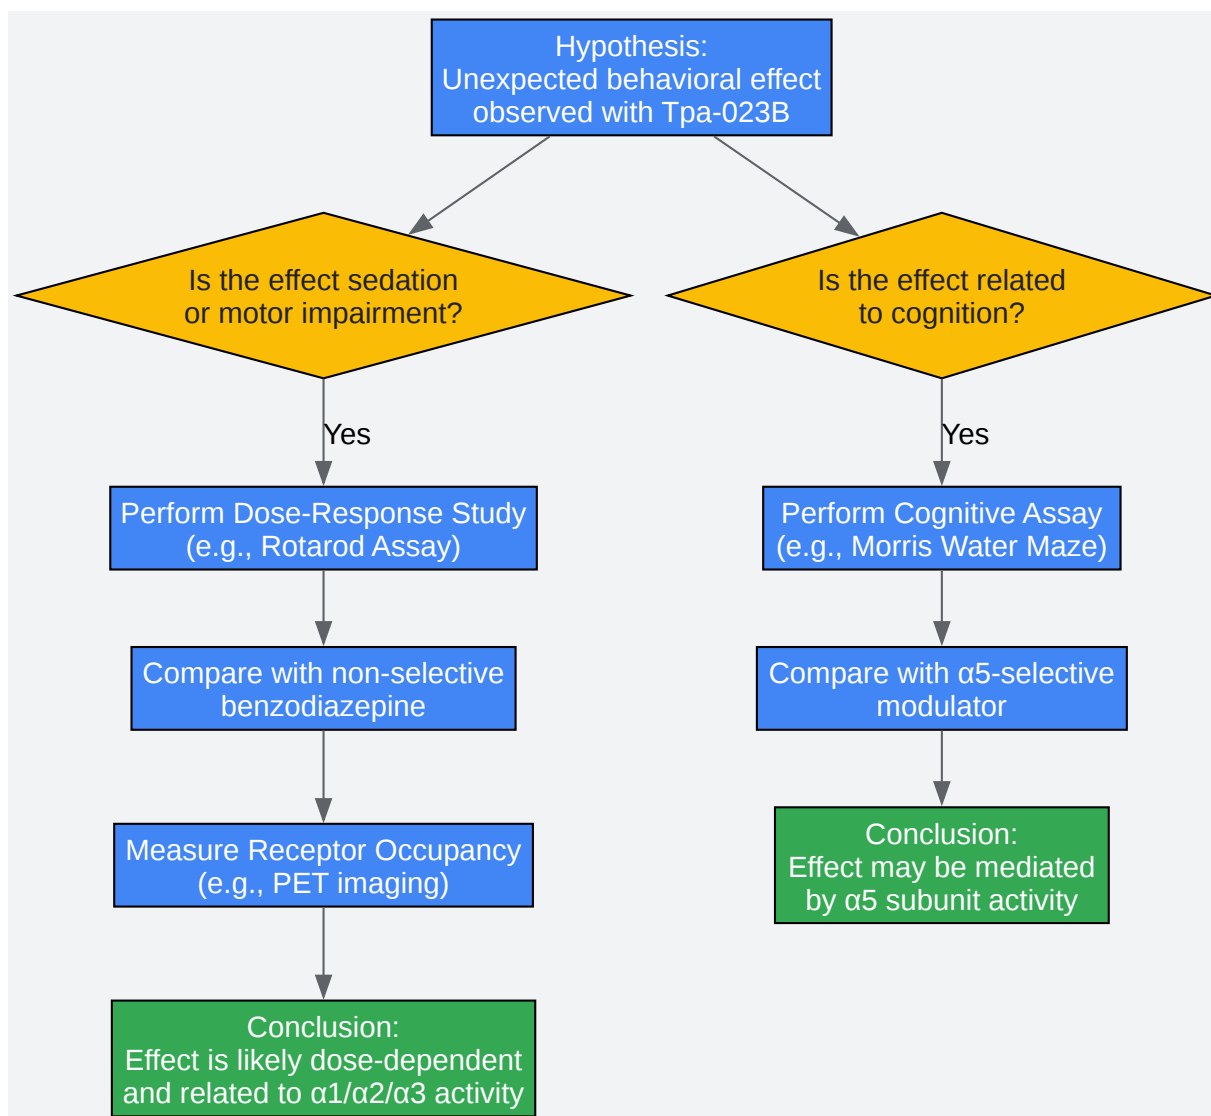 Hypothesis:
Unexpected behavioral effect
observed with Tpa-023B
Is the effect sedation
or motor impairment?
Is the effect related
to cognition?
Yes
Yes
Perform Dose-Response Study
(e.g., Rotarod Assay)
Perform Cognitive Assay
(e.g., Morris Water Maze)
Compare with non-selective
benzodiazepine
Compare with α5-selective
modulator
Measure Receptor Occupancy
(e.g., PET imaging)
Conclusion:
Effect may be mediated
by α5 subunit activity
Conclusion:
Effect is likely dose-dependent
and related to α1/α2/α3 activity